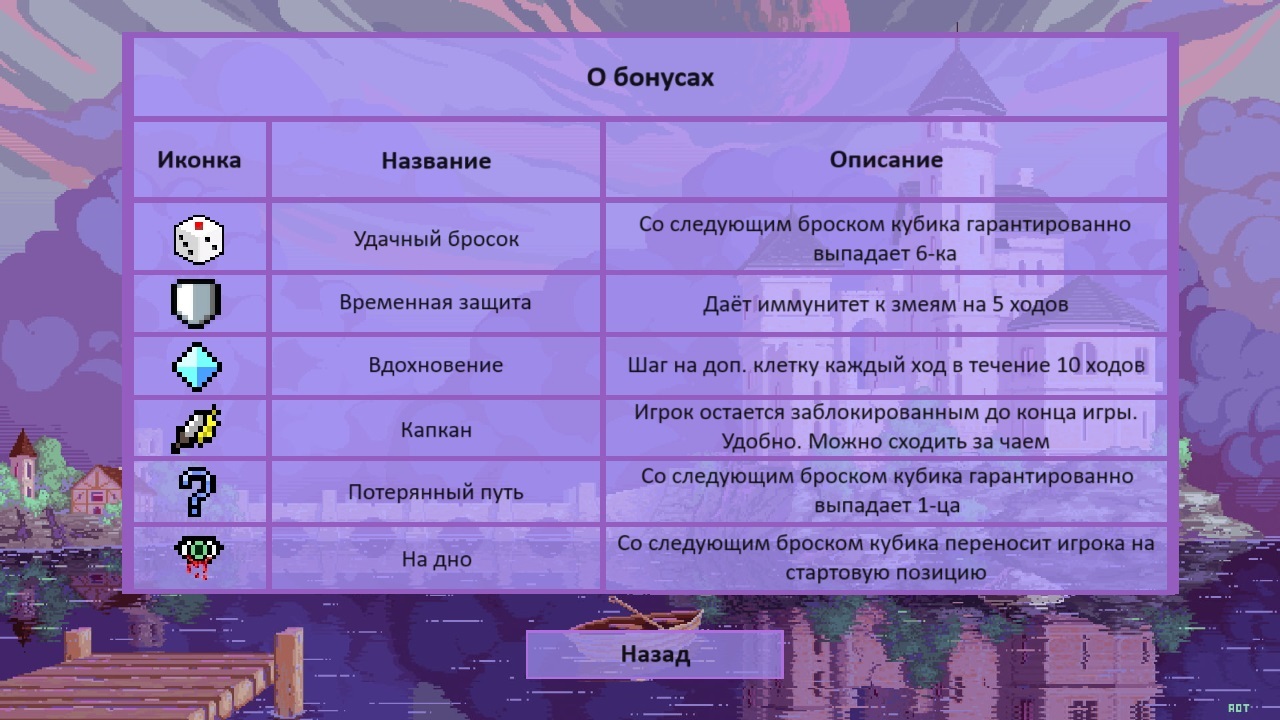 О бонусах
Иконка
Название
Описание
Удачный бросок
Со следующим броском кубика гарантированно
выпадает 6-ка
Временная защита
Даёт иммунитет к змеям на 5 ходов
Вдохновение
Шаг на доп. клетку каждый ход в течение 10 ходов
Капкан
Игрок остается заблокированным до конца игры.
Удобно. Можно сходить за чаем
Потерянный путь
Со следующим броском кубика гарантированно
выпадает 1-ца
На дно
Со следующим броском кубика переносит игрока на
стартовую позицию
Назад